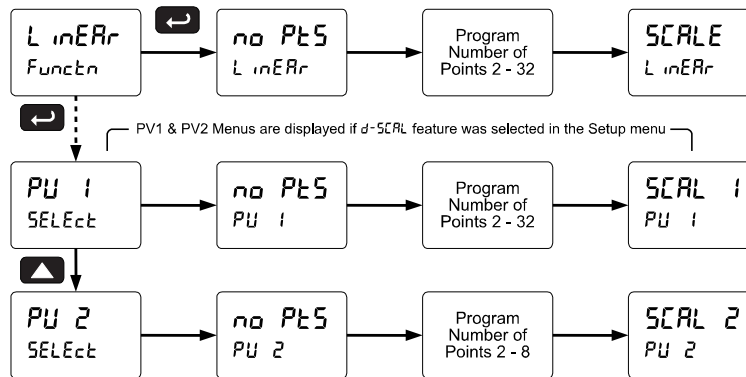 LinEAr
Functn
no PtS
LinEAr
Program
Number of
Points 2 - 32
SCALE
LinEAr
PV1 & PV2 Menus are displayed if d-SCAL feature was selected in the Setup menu
PU 1
SELEct
no PtS
PU 1
Program
Number of
Points 2 - 32
SCAL 1
PU 1
PU 2
SELEct
no PtS
PU 2
Program
Number of
Points 2 - 8
SCAL 2
PU 2